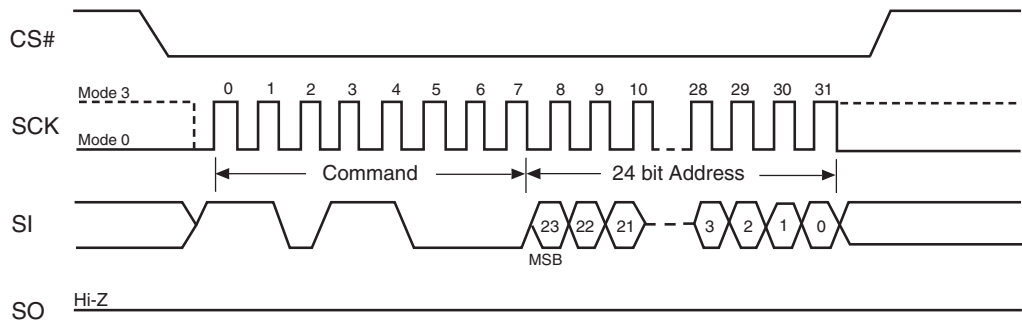 CS#
Mode 3
0 1 2 3 4 5 6 7 8 9 10 28 29 30 31
SCK
Mode 0
Command 24 bit Address
SI
23 22 21 3 2 1 0
MSB
Hi-Z
SO